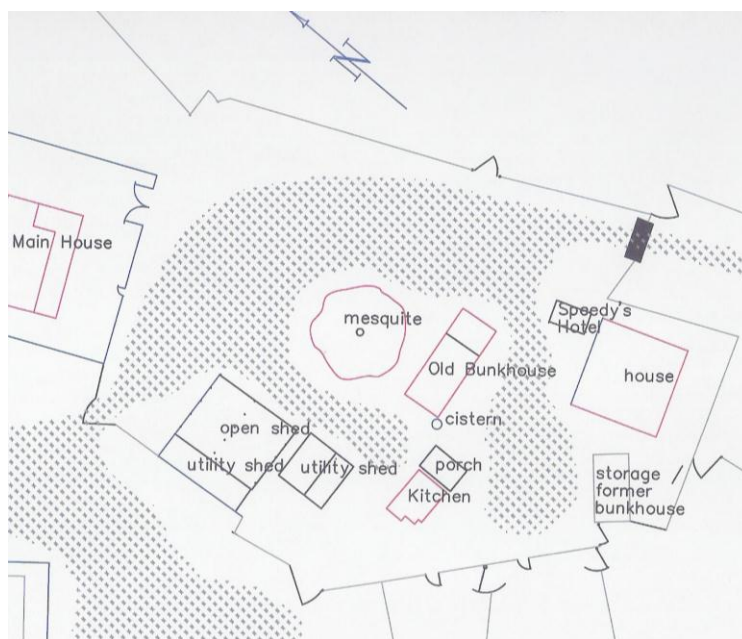 N
Main House
mesquite
Speedy's
Hotel
Old Bunkhouse
house
cistern
open shed
utility shed
utility shed
porch
Kitchen
storage
former
bunkhouse